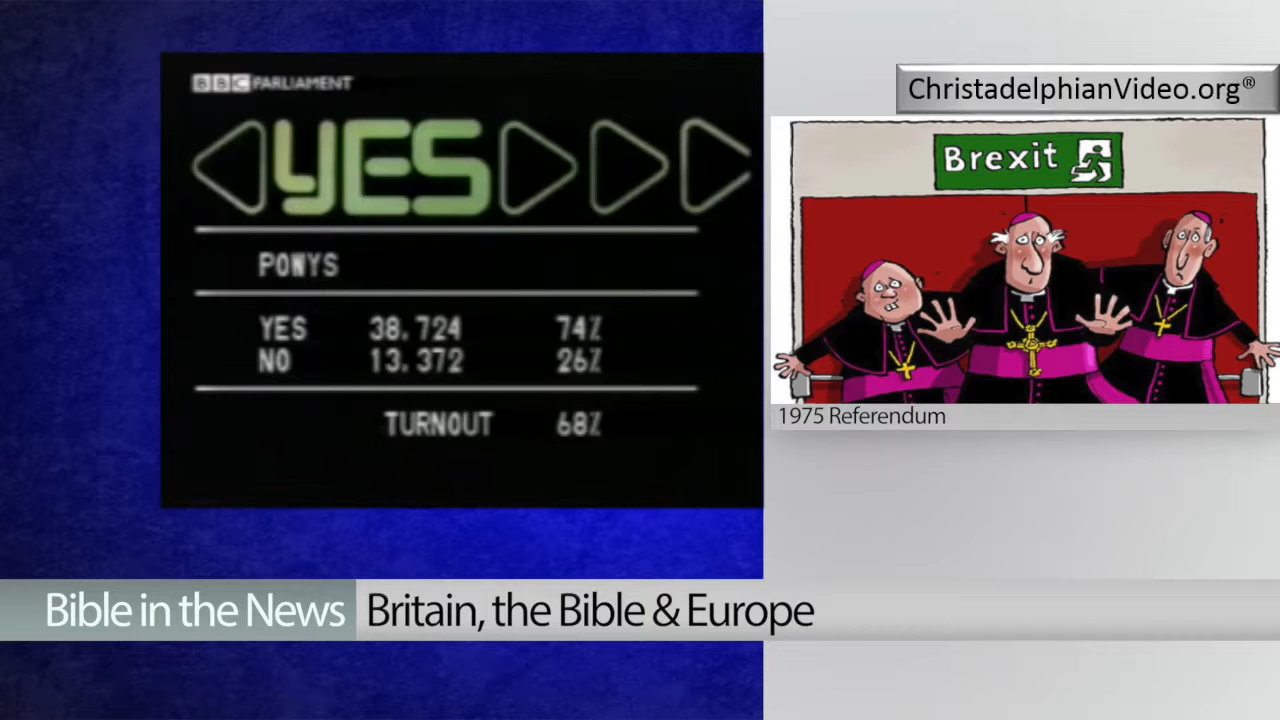 BBC PARLIAMENT
YES
POWYS
YES 38.724 74%
NO 13.372 26%
TURNOUT 68%
ChristadelphianVideo.org®
Brexit
1975 Referendum
Bible in the News Britain, the Bible & Europe